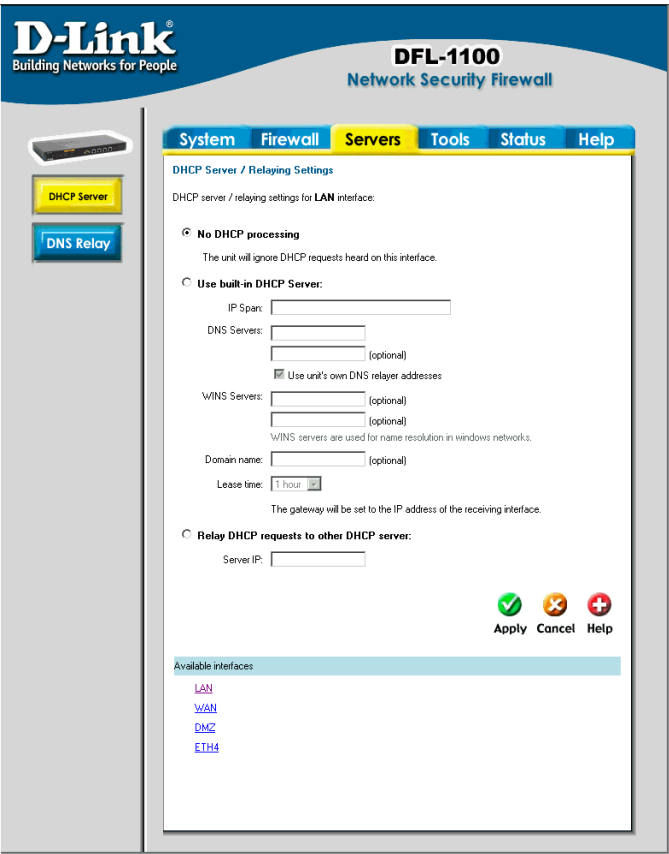 D-Link®
Building Networks for People
DFL-1100
Network Security Firewall
System Firewall Servers Tools Status Help
DHCP Server
DNS Relay
DHCP Server / Relaying Settings
DHCP server / relaying settings for LAN interface:
No DHCP processing
The unit will ignore DHCP requests heard on this interface.
Use built-in DHCP Server:
IP Span:
DNS Servers:
(optional)
Use unit's own DNS relayer addresses
WINS Servers: (optional)
(optional)
WINS servers are used for name resolution in windows networks.
Domain name: (optional)
Lease time: 1 hour
The gateway will be set to the IP address of the receiving interface.
Relay DHCP requests to other DHCP server:
Server IP:
Apply Cancel Help
Available interfaces
LAN
WAN
DMZ
ETH4